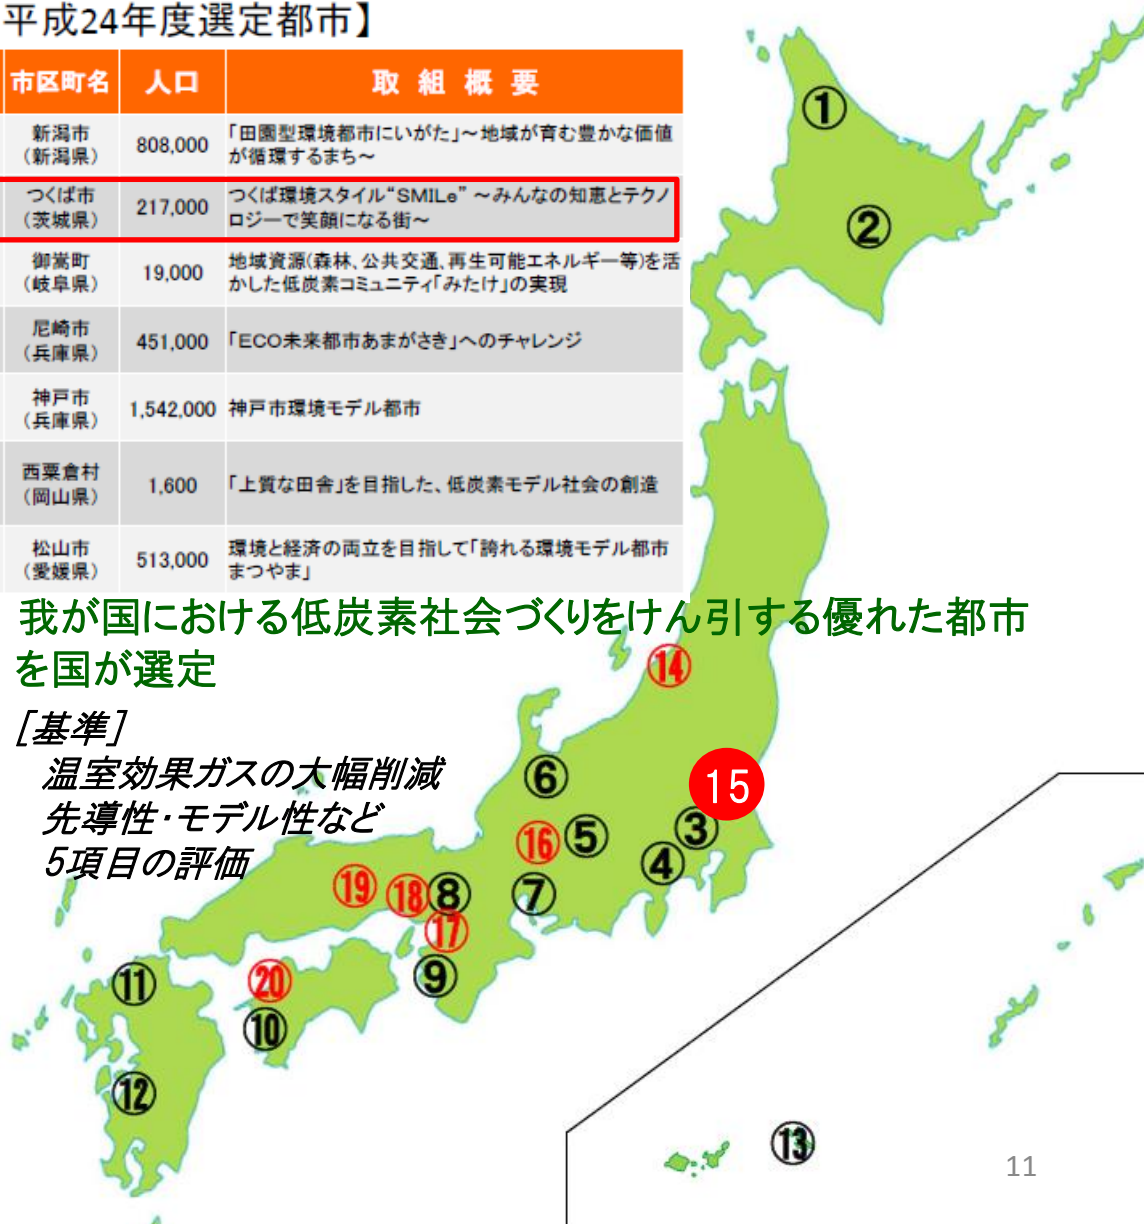 平成24年度選定都市】
市区町名 人口 取組概要
新潟市
（新潟県）
808,000
「田園型環境都市にいがた」～地域が育む豊かな価値
が循環するまち～
つくば市
（茨城県）
217,000
つくば環境スタイル“SMILe” ～みんなの知恵とテクノ
ロジーで笑顔になる街～
御嵩町
（岐阜県）
19,000
地域資源(森林、公共交通、再生可能エネルギー等)を活
かした低炭素コミュニティ「みたけ」の実現
尼崎市
（兵庫県）
451,000
「ECO未来都市あまがさき」へのチャレンジ
神戸市
（兵庫県）
1,542,000
神戸市環境モデル都市
西粟倉村
（岡山県）
1,600
「上質な田舎」を目指した、低炭素モデル社会の創造
松山市
（愛媛県）
513,000
環境と経済の両立を目指して「誇れる環境モデル都市
まつやま」
我が国における低炭素社会づくりをけん引する優れた都市
を国が選定
［基準］
温室効果ガスの大幅削減
先導性・モデル性など
5項目の評価
①
②
⑭
⑥
15
⑯
⑤
③
④
⑲
⑱
⑧
⑦
⑰
⑪
⑳
⑨
⑩
⑫
⑬
11